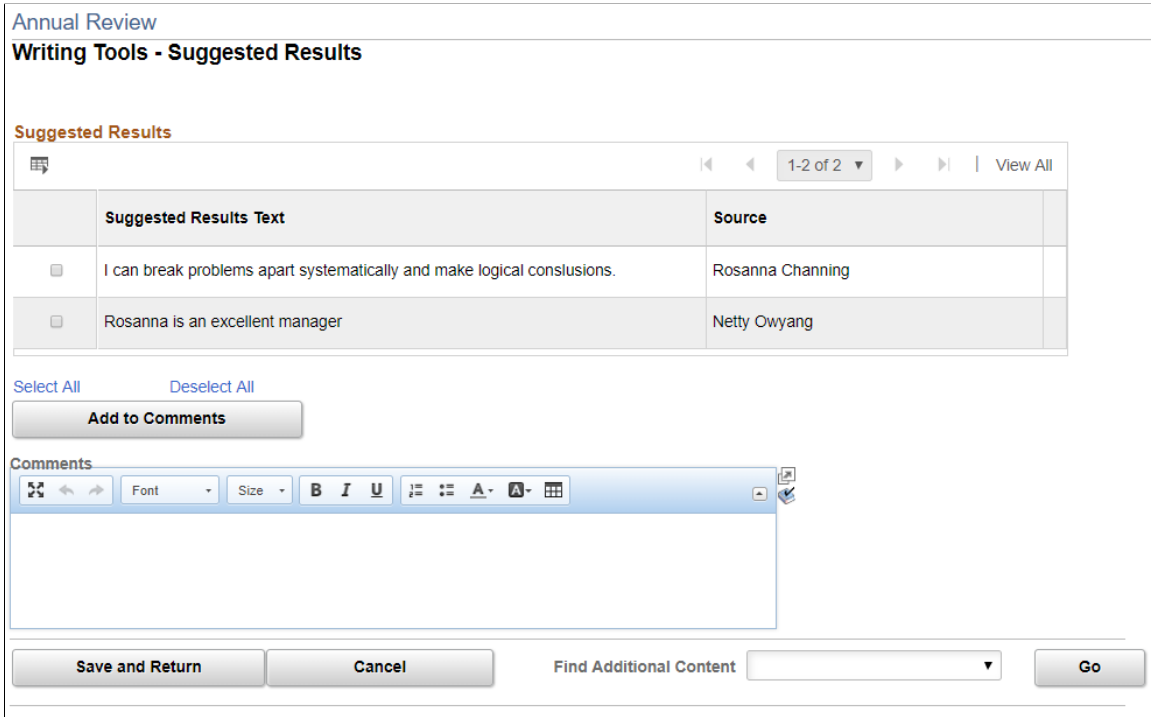 Annual Review
Writing Tools - Suggested Results
Suggested Results
1-2 of 2 | View All
Suggested Results Text Source
I can break problems apart systematically and make logical conslusions. Rosanna Channing
Rosanna is an excellent manager Netty Owyang
Select All Deselect All
Add to Comments
Comments
Font Size B I U A A
Save and Return Cancel Find Additional Content Go